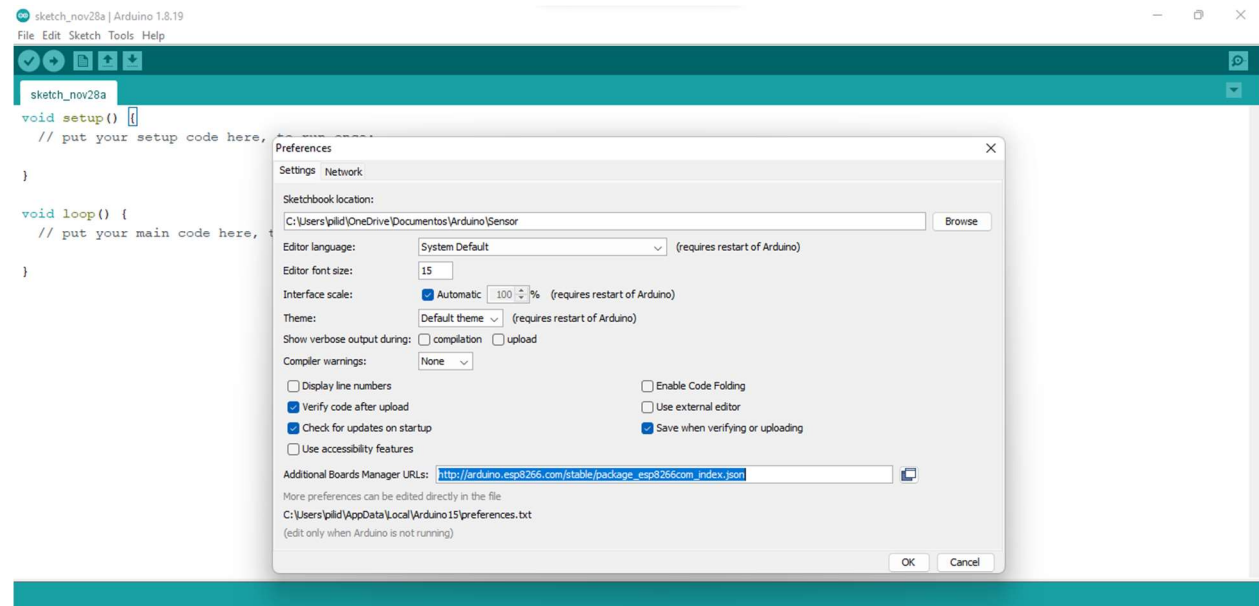 sketch_nov28a | Arduino 1.8.19
File Edit Sketch Tools Help
sketch_nov28a
void setup() {
// put your setup code here, to run once:
}
void loop() {
// put your main code here, t
}
Preferences
Settings Network
Sketchbook location:
C:\Users\pilid\OneDrive\Documentos\Arduino\Sensor Browse
Editor language: System Default (requires restart of Arduino)
Editor font size: 15
Interface scale: Automatic 100 % (requires restart of Arduino)
Theme: Default theme (requires restart of Arduino)
Show verbose output during: compilation upload
Compiler warnings: None
Display line numbers Enable Code Folding
Verify code after upload Use external editor
Check for updates on startup Save when verifying or uploading
Use accessibility features
Additional Boards Manager URLs: http://arduino.esp8266.com/stable/package_esp8266com_index.json
More preferences can be edited directly in the file
C:\Users\pilid\AppData\Local\Arduino15\preferences.txt
(edit only when Arduino is not running)
OK Cancel